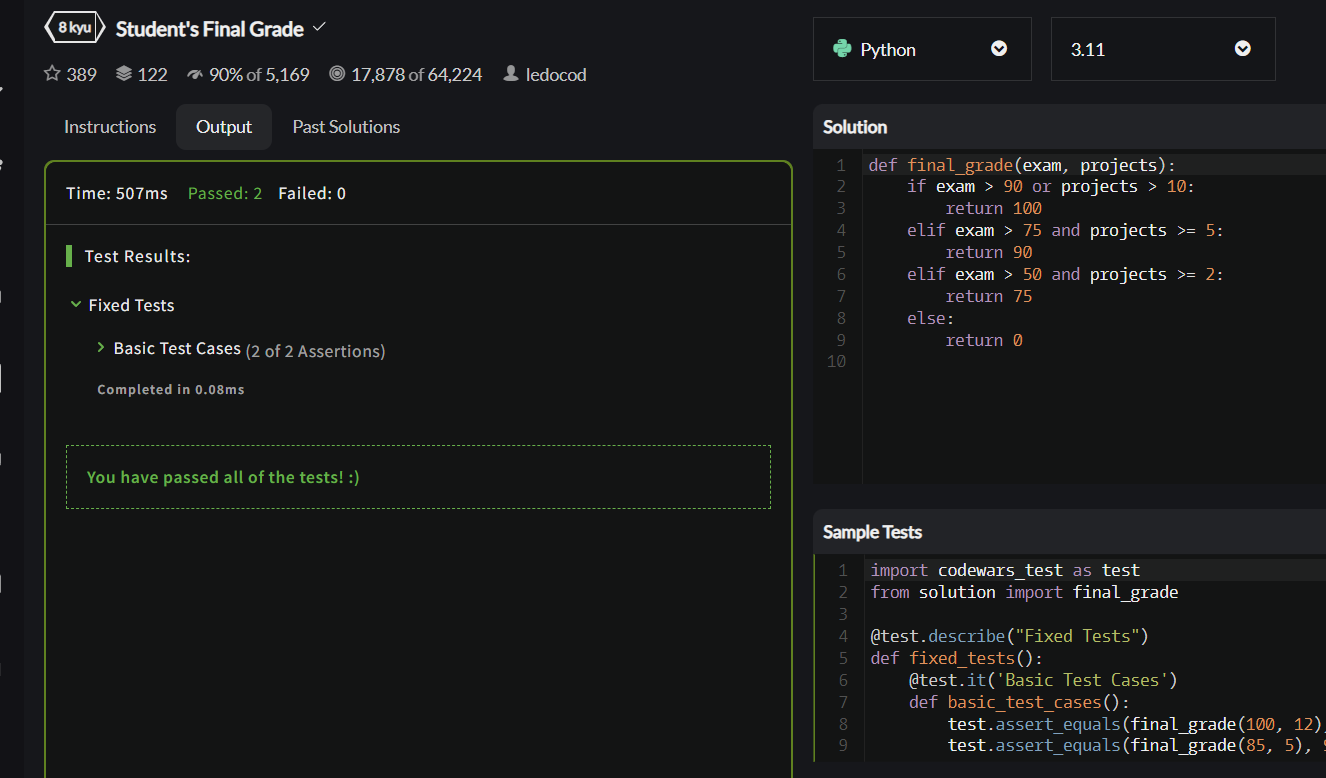 8 kyu Student's Final Grade
389 122 90% of 5,169 17,878 of 64,224 ledocod
Python 3.11
Instructions Output Past Solutions
Time: 507ms Passed: 2 Failed: 0
Test Results:
Fixed Tests
Basic Test Cases (2 of 2 Assertions)
Completed in 0.08ms
You have passed all of the tests! :)
Solution
1 def final_grade(exam, projects):
2     if exam > 90 or projects > 10:
3         return 100
4     elif exam > 75 and projects >= 5:
5         return 90
6     elif exam > 50 and projects >= 2:
7         return 75
8     else:
9         return 0
10
Sample Tests
1 import codewars_test as test
2 from solution import final_grade
3
4 @test.describe("Fixed Tests")
5 def fixed_tests():
6     @test.it('Basic Test Cases')
7     def basic_test_cases():
8         test.assert_equals(final_grade(100, 12),
9         test.assert_equals(final_grade(85, 5),